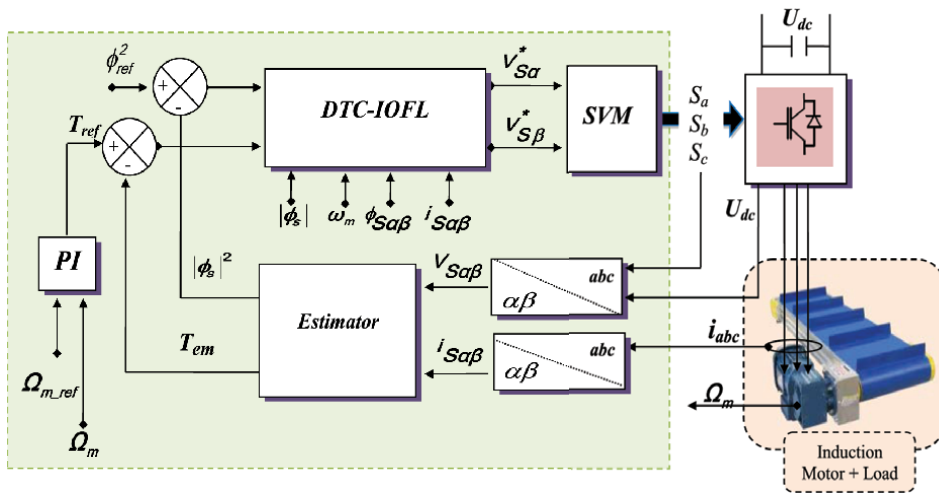 U_dc
ϕ²_ref
+
-
DTC-IOFL
V*_Sα
V*_Sβ
SVM
S_a
S_b
S_c
T_ref
+
-
|ϕ_s|
ω_m
ϕ_Sαβ
i_Sαβ
U_dc
PI
|ϕ_s|²
Estimator
V_Sαβ
abc
αβ
T_em
i_Sαβ
abc
αβ
i_abc
Ω_m_ref
Ω_m
Ω_m
Induction
Motor + Load